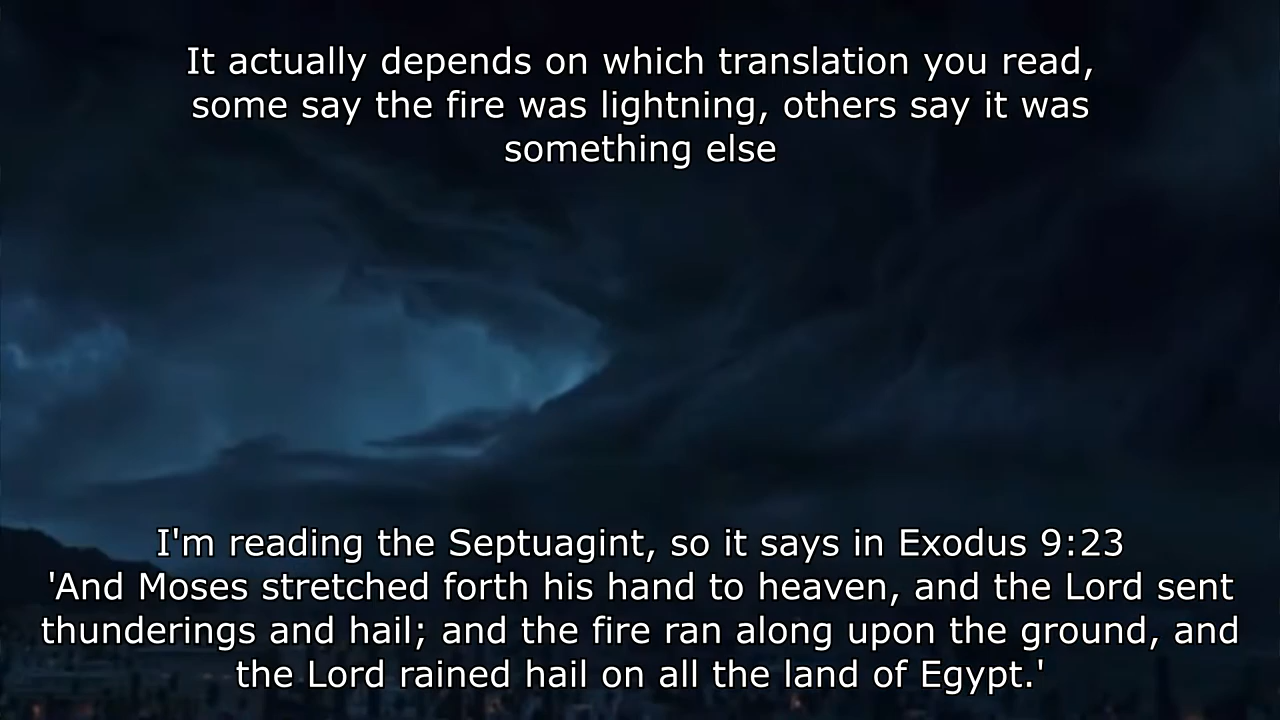 It actually depends on which translation you read,
some say the fire was lightning, others say it was
something else
I'm reading the Septuagint, so it says in Exodus 9:23
'And Moses stretched forth his hand to heaven, and the Lord sent
thunderings and hail; and the fire ran along upon the ground, and
the Lord rained hail on all the land of Egypt.'